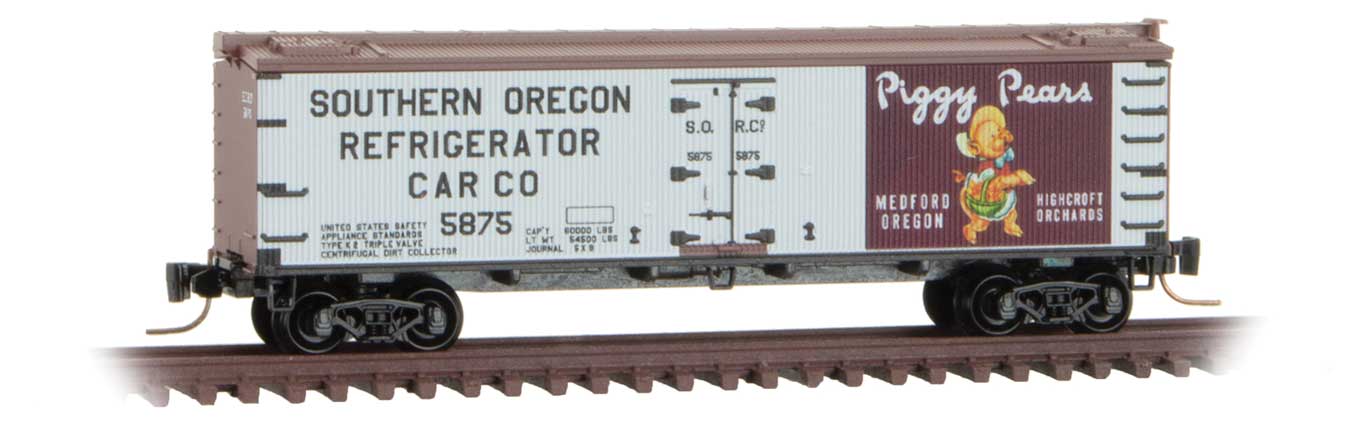 SOUTHERN OREGON
REFRIGERATOR
CAR CO
5875
UNITED STATES SAFETY
APPLIANCE STANDARDS
TYPE K 2 TRIPLE VALVE
CENTRIFUGAL DIRT COLLECTOR
CAP'Y 60000 LBS
LT WT 54500 LBS
JOURNAL 5 X 9
S.O. R.Co
5875 5875
Piggy Pears
MEDFORD
OREGON
HIGHCROFT
ORCHARDS